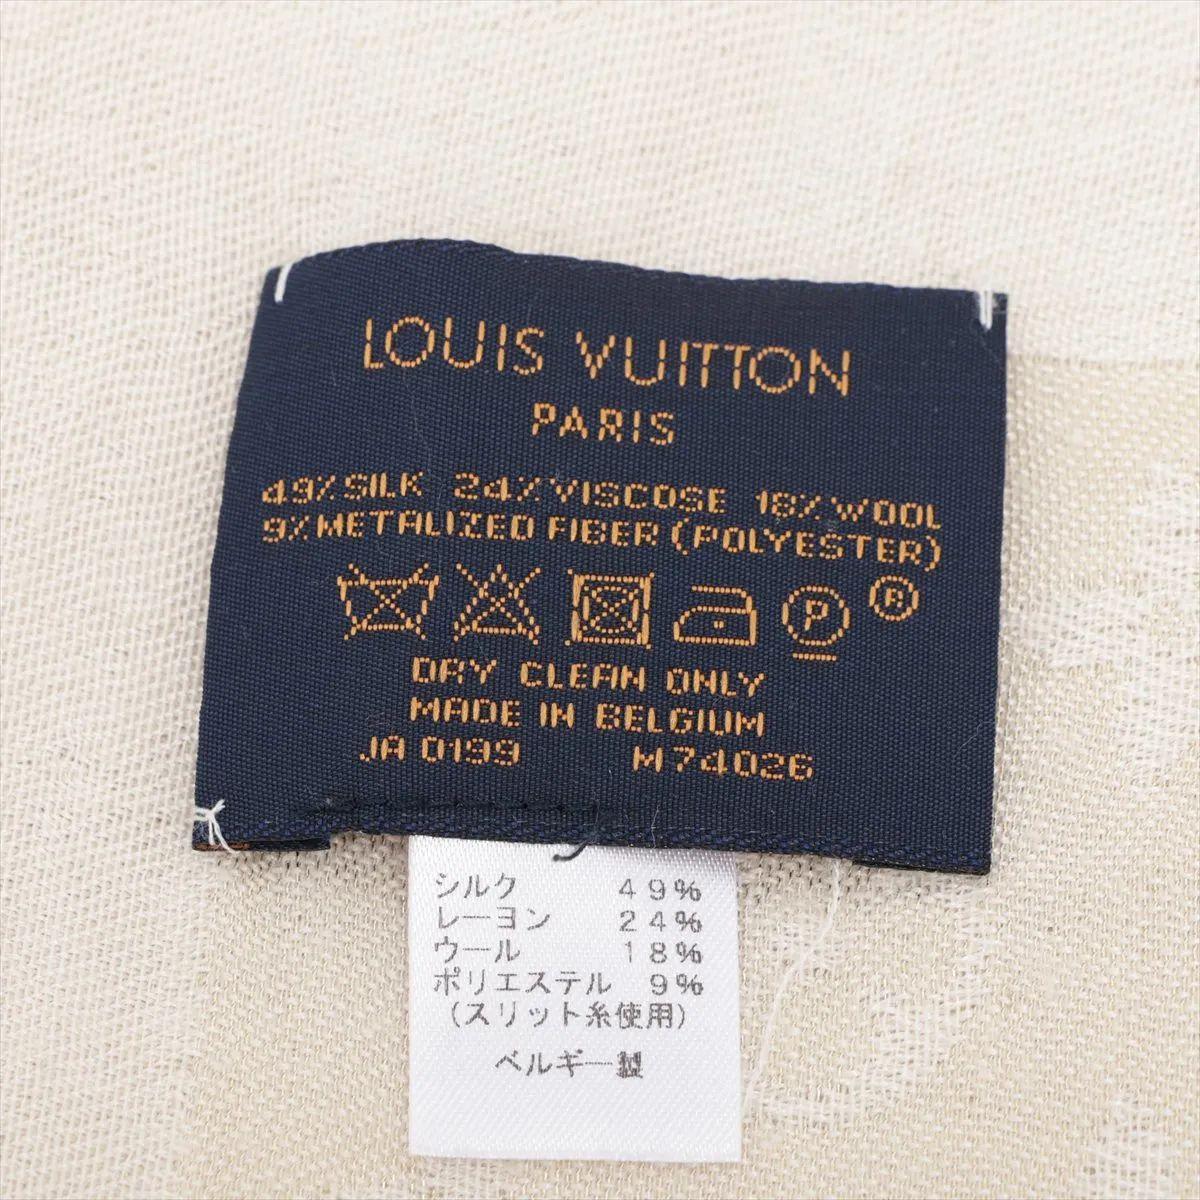 LOUIS VUITTON
PARIS
49% SILK 24% VISCOSE 18% WOOL
9% METALIZED FIBER (POLYESTER)
P
®
DRY CLEAN ONLY
MADE IN BELGIUM
JA 0199 M74026
シルク 49%
レーヨン 24%
ウール 18%
ポリエステル 9%
(スリット糸使用)
ベルギー製